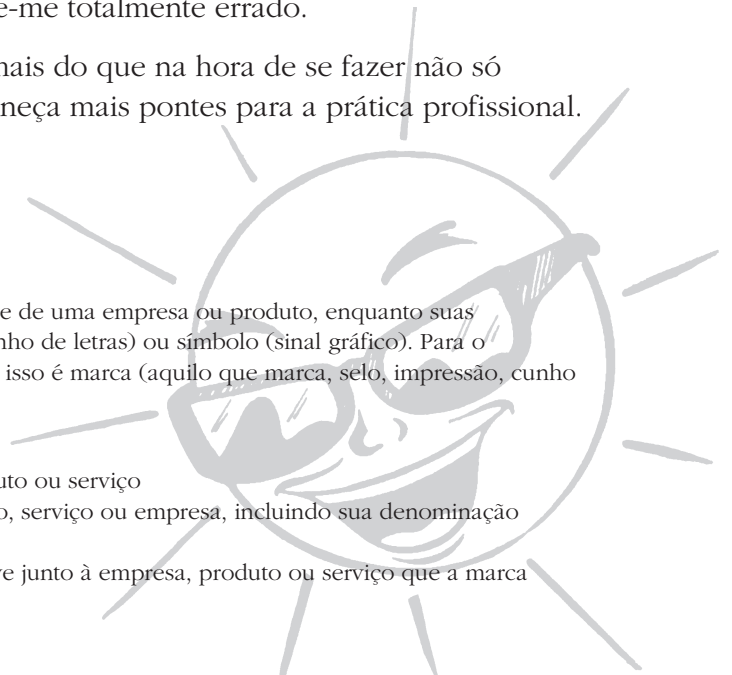 e-me totalmente errado.
nais do que na hora de se fazer não só
neça mais pontes para a prática profissional.
e de uma empresa ou produto, enquanto suas
nho de letras) ou símbolo (sinal gráfico). Para o
isso é marca (aquilo que marca, selo, impressão, cunho
uto ou serviço
o, serviço ou empresa, incluindo sua denominação
ve junto à empresa, produto ou serviço que a marca